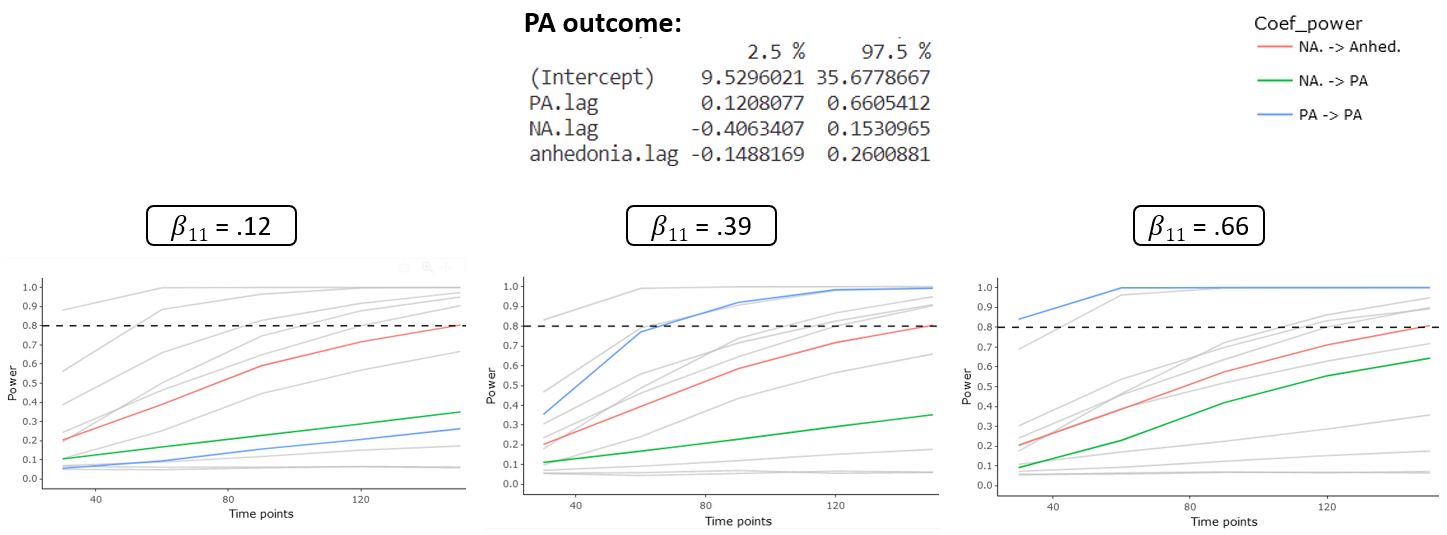 PA outcome:
2.5 % 97.5 %
(Intercept) 9.5296021 35.6778667
PA.lag 0.1208077 0.6605412
NA.lag -0.4063407 0.1530965
anhedonia.lag -0.1488169 0.2600881
Coef_power
NA. -> Anhed.
NA. -> PA
PA -> PA
β11 = .12
β11 = .39
β11 = .66
1.0
0.9
0.8
0.7
0.6
0.5
0.4
0.3
0.2
0.1
0.0
Power
40 80 120
Time points
1.0
0.9
0.8
0.7
0.6
0.5
0.4
0.3
0.2
0.1
0.0
Power
40 80 120
Time points
1.0
0.9
0.8
0.7
0.6
0.5
0.4
0.3
0.2
0.1
0.0
Power
40 80 120
Time points